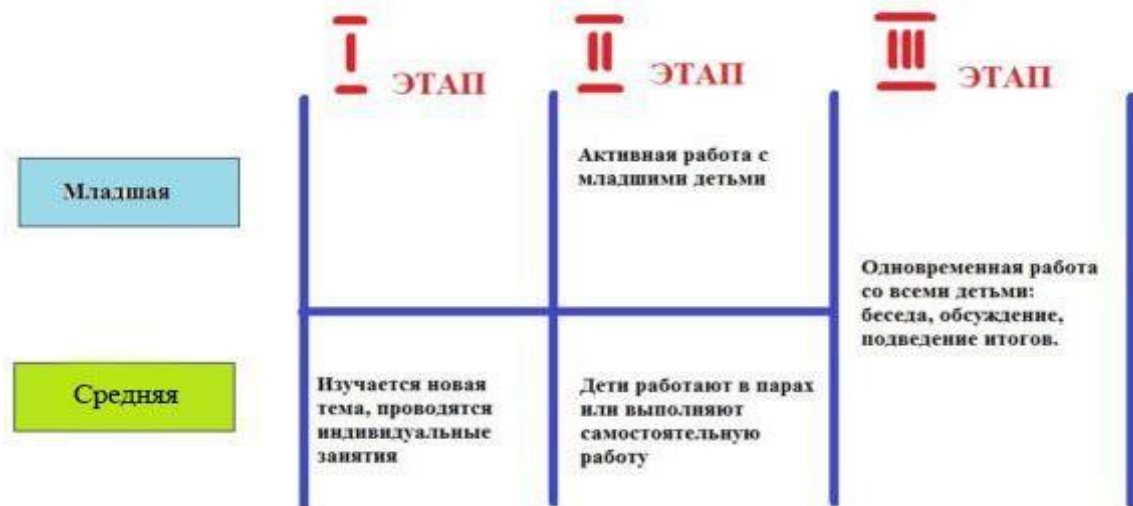 I ЭТАП
II ЭТАП
III ЭТАП
Младшая
Активная работа с
младшими детьми
Одновременная работа
со всеми детьми:
беседа, обсуждение,
подведение итогов.
Средняя
Изучается новая
тема, проводятся
индивидуальные
занятия
Дети работают в парах
или выполняют
самостоятельную
работу